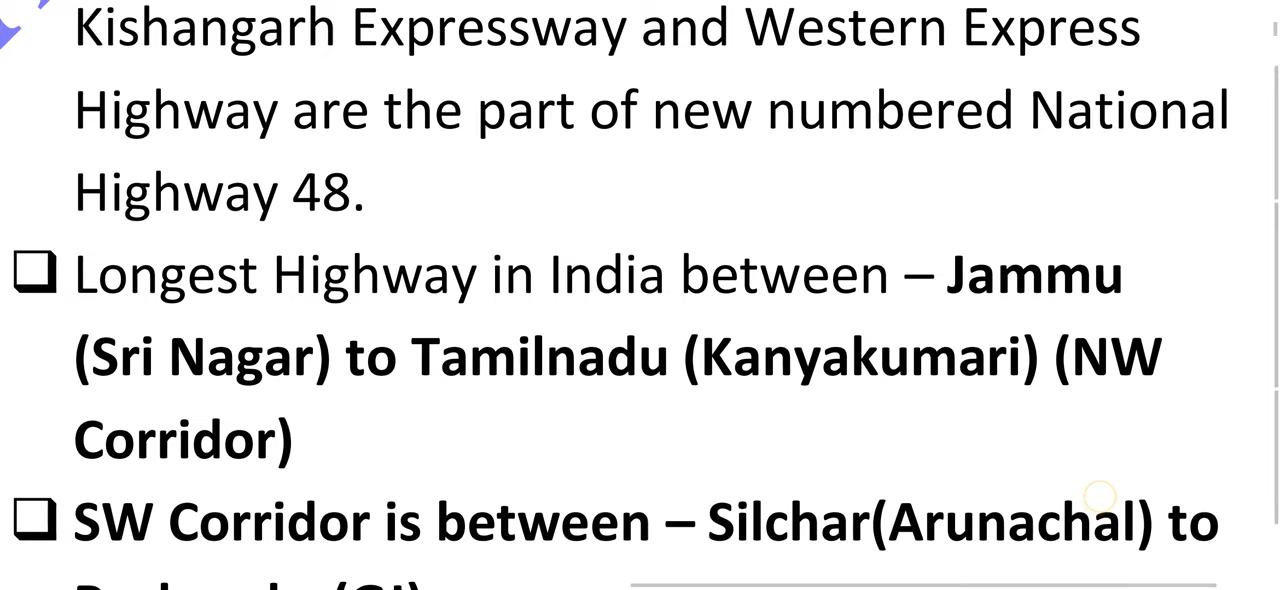 Kishangarh Expressway and Western Express
Highway are the part of new numbered National
Highway 48.
Longest Highway in India between – Jammu
(Sri Nagar) to Tamilnadu (Kanyakumari) (NW
Corridor)
SW Corridor is between – Silchar(Arunachal) to